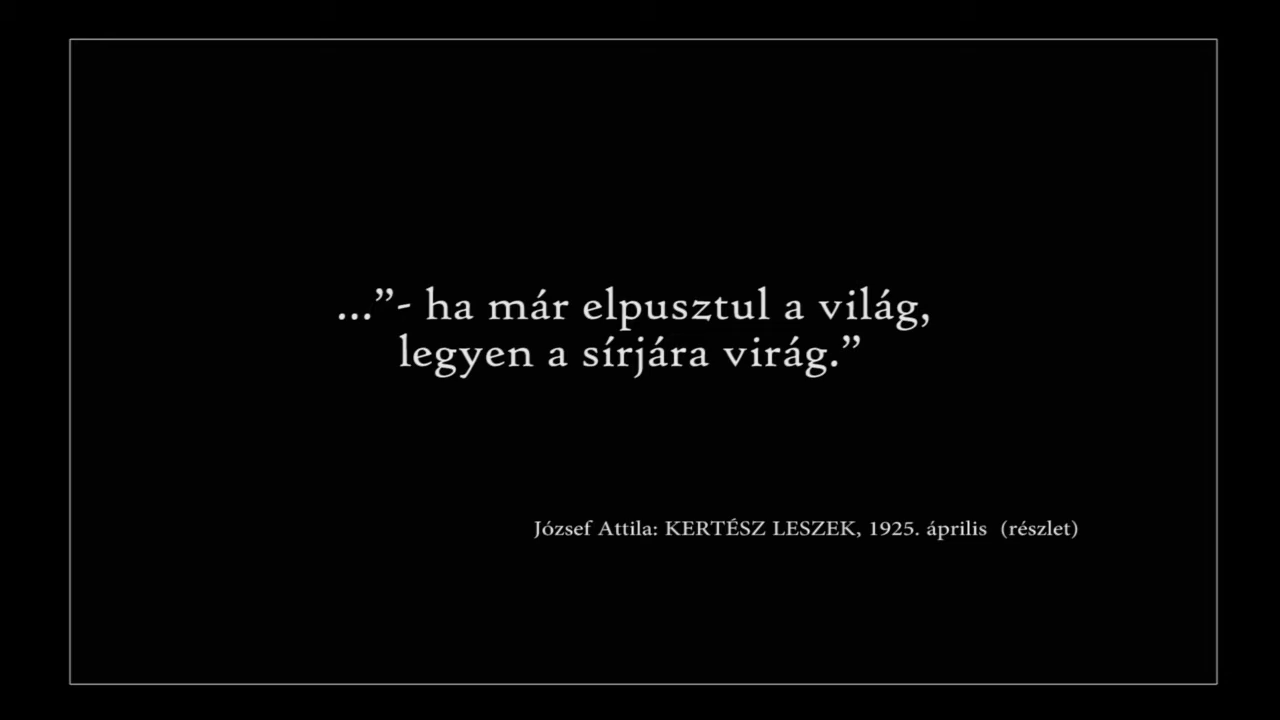 ...”- ha már elpusztul a világ,
legyen a sírjára virág.”
József Attila: KERTÉSZ LESZEK, 1925. április (részlet)